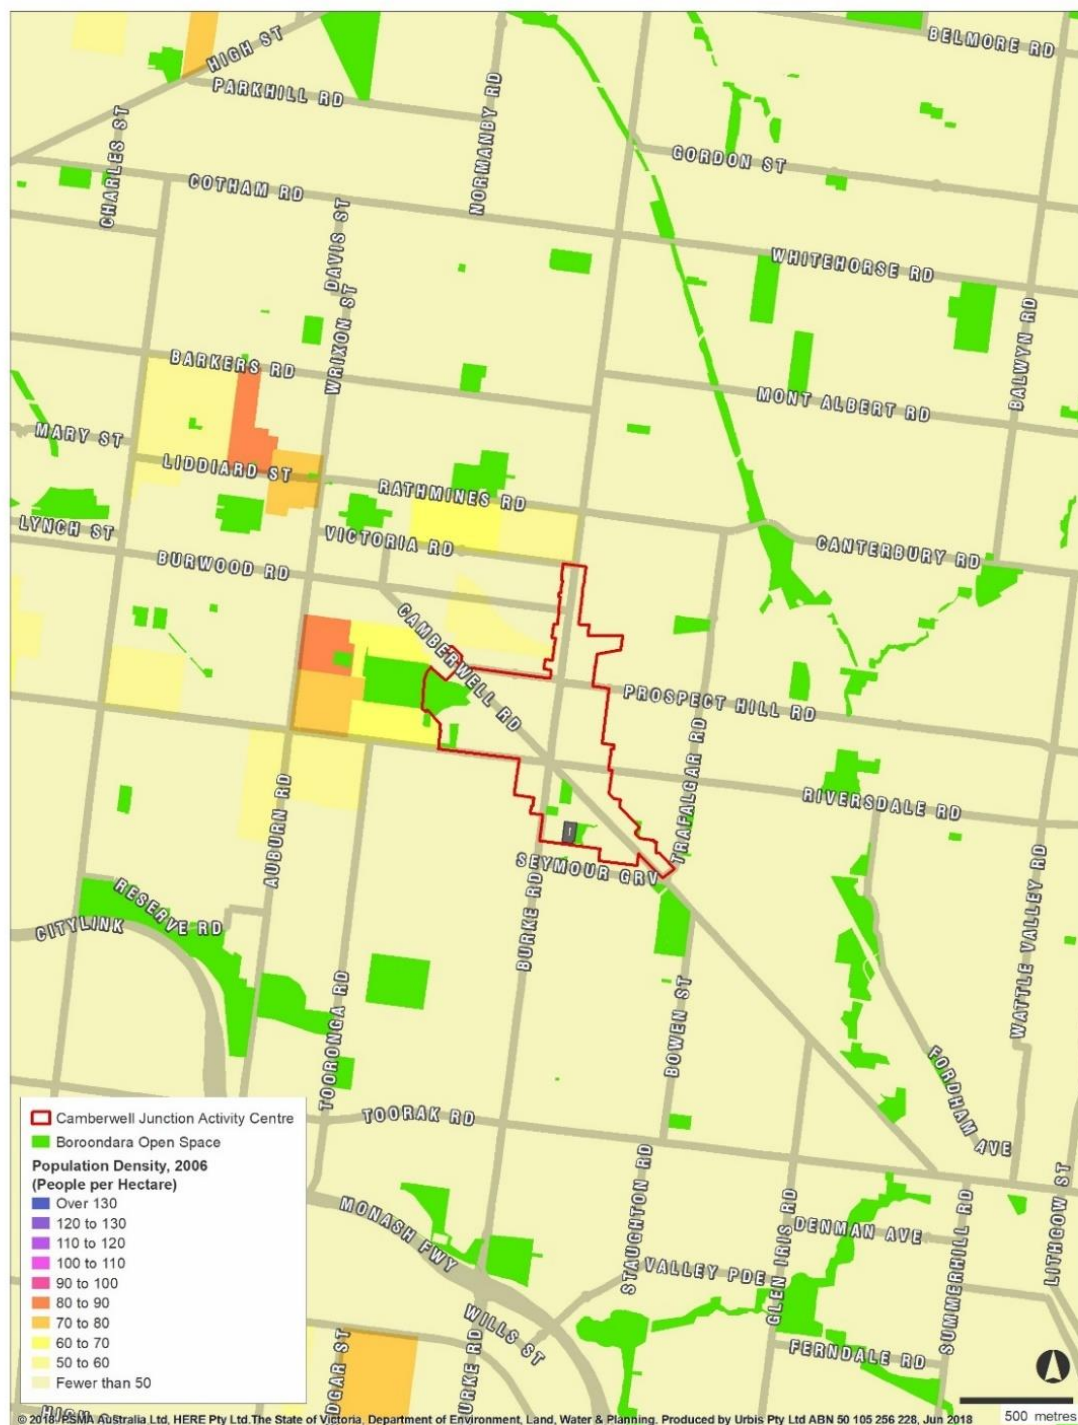 BELMORE RD
HIGH ST
PARKHILL RD
NORMANBY RD
CHARLES ST
GORDON ST
COTHAM RD
DAVIS ST
WHITEHORSE RD
WRIXON ST
BALWYN RD
BARKERS RD
MONT ALBERT RD
MARY ST
LIDDIARD ST
RATHMINES RD
LYNCH ST
VICTORIA RD
CANTERBURY RD
BURWOOD RD
CAMBERWELL RD
PROSPECT HILL RD
TRAFALGAR RD
RIVERSDALE RD
AUBURN RD
SEYMOUR GRV
BURKE RD
RESERVE RD
CITYLINK
WATTLE VALLEY RD
TOORONGA RD
BOWEN ST
FORDHAM AVE
TOORAK RD
STAUGHTON RD
LITHGOW ST
MONASH FWY
GLEN IRIS RD
DENMAN AVE
SUMMERHILL RD
VALLEY PDE
WILLS ST
FERNDALE RD
DGAR ST
URKE RD
Camberwell Junction Activity Centre
Boroondara Open Space
Population Density, 2006
(People per Hectare)
Over 130
120 to 130
110 to 120
100 to 110
90 to 100
80 to 90
70 to 80
60 to 70
50 to 60
Fewer than 50
500 metres
© 2018. PSMA Australia Ltd, HERE Pty Ltd.The State of Victoria, Department of Environment, Land, Water & Planning. Produced by Urbis Pty Ltd ABN 50 105 256 228, Jun 2018